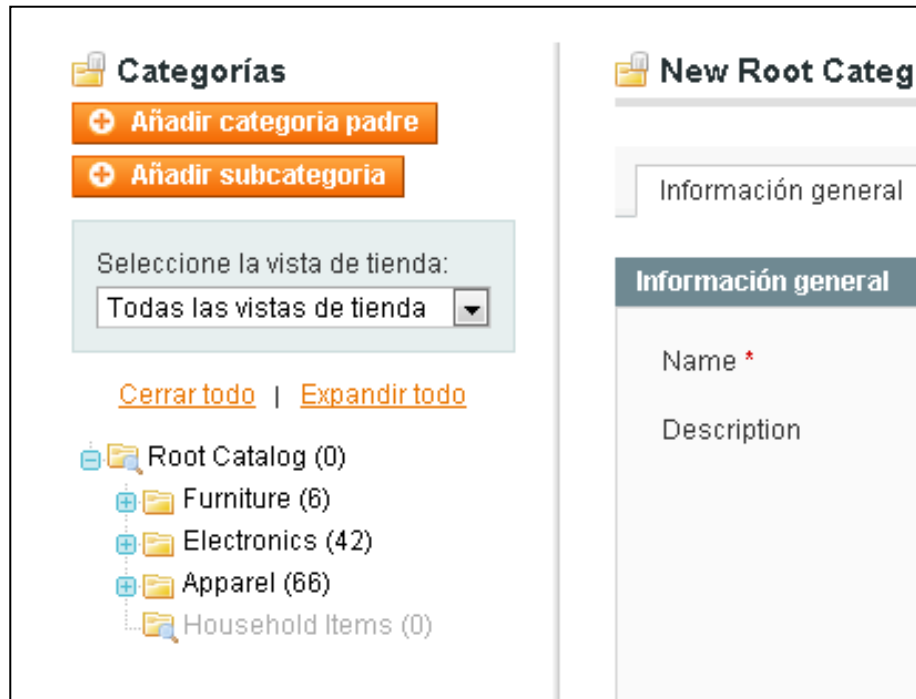 Categorías
Añadir categoria padre
Añadir subcategoria
Seleccione la vista de tienda:
Todas las vistas de tienda
Cerrar todo | Expandir todo
Root Catalog (0)
Furniture (6)
Electronics (42)
Apparel (66)
Household Items (0)
New Root Categ
Información general
Información general
Name *
Description